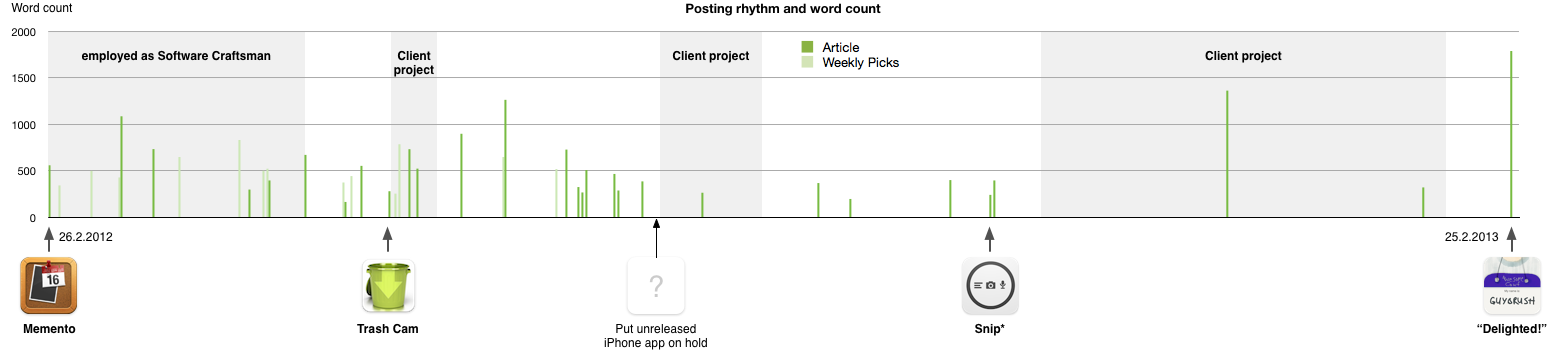 Word count
Posting rhythm and word count
2000
1500
1000
500
0
employed as Software Craftsman
Client
project
Client project
Article
Weekly Picks
Client project
26.2.2012
25.2.2013
16
?
GUYBRUSH
Memento
Trash Cam
Put unreleased
iPhone app on hold
Snip*
“Delighted!”